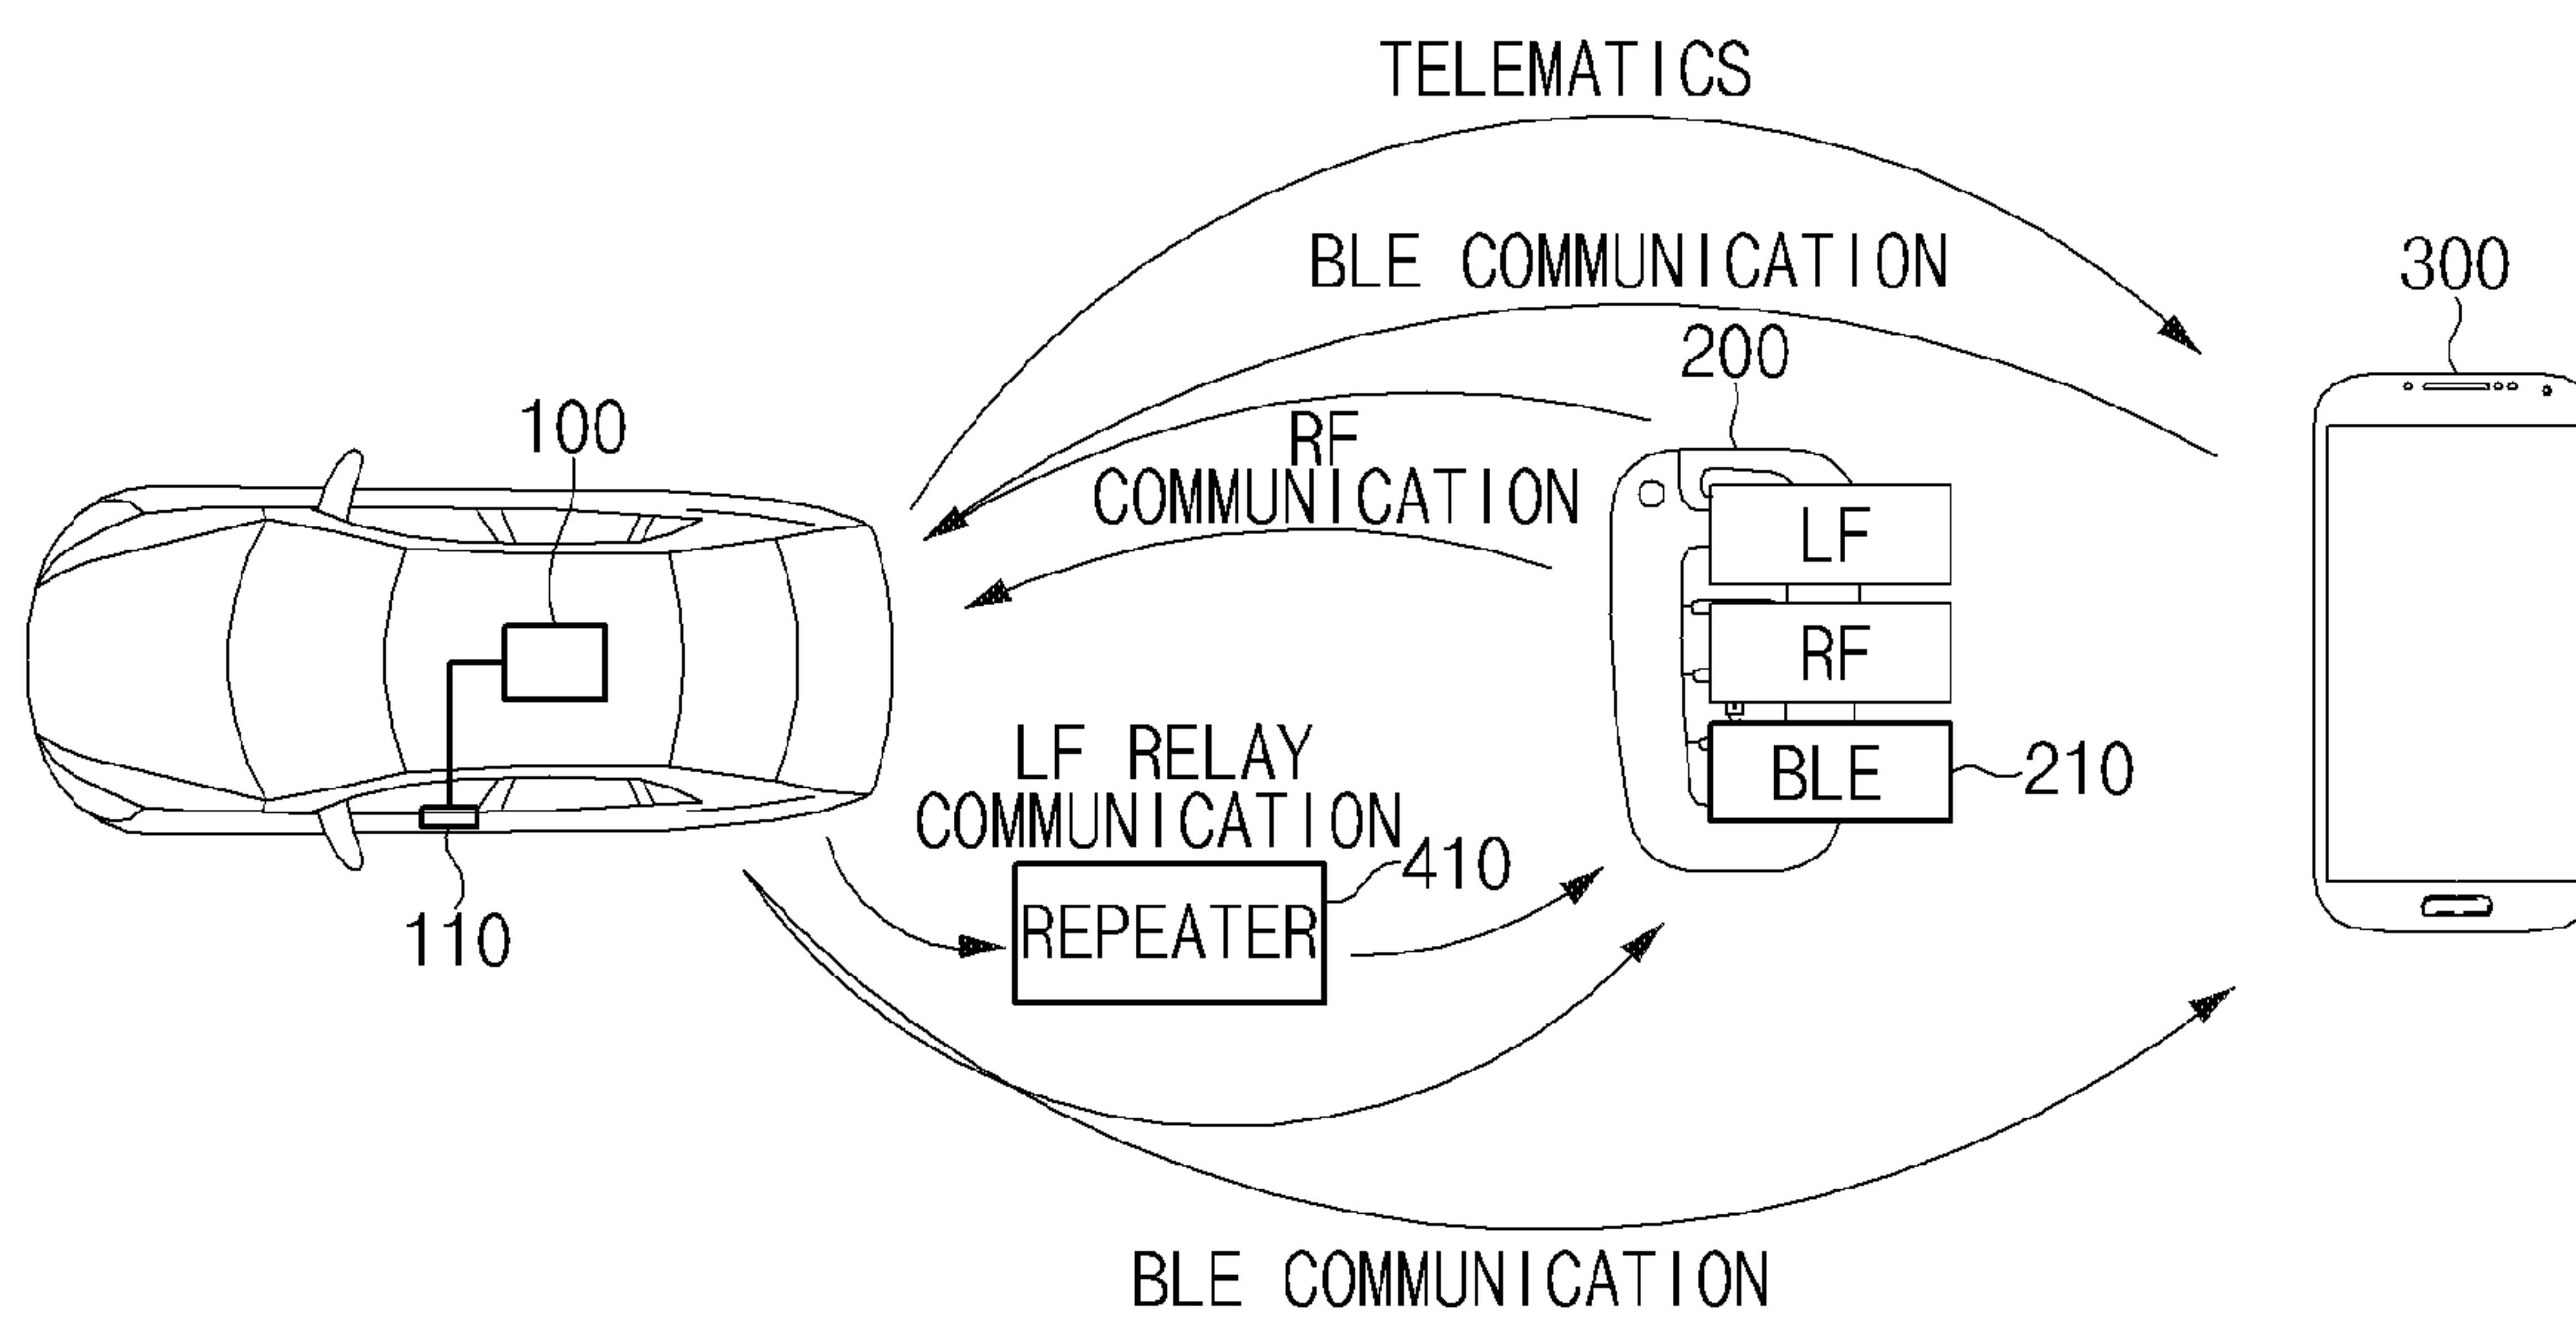 TELEMATICS
BLE COMMUNICATION
300
200
100
RF
COMMUNICATION
LF
RF
LF RELAY
COMMUNICATION
BLE
210
410
REPEATER
110
BLE COMMUNICATION